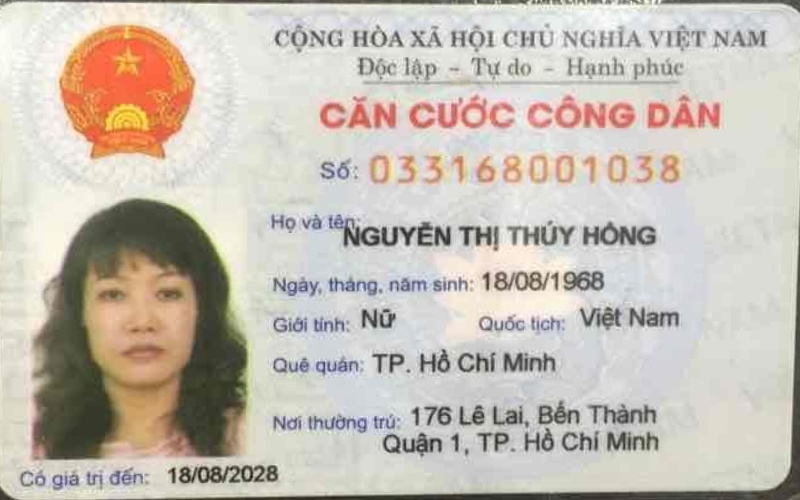 CỘNG HÒA XÃ HỘI CHỦ NGHĨA VIỆT NAM
Độc lập - Tự do - Hạnh phúc
CĂN CƯỚC CÔNG DÂN
Số: 033168001038
Họ và tên: NGUYỄN THỊ THÚY HỒNG
Ngày, tháng, năm sinh: 18/08/1968
Giới tính: Nữ Quốc tịch: Việt Nam
Quê quán: TP. Hồ Chí Minh
Nơi thường trú: 176 Lê Lai, Bến Thành
Quận 1, TP. Hồ Chí Minh
Có giá trị đến: 18/08/2028